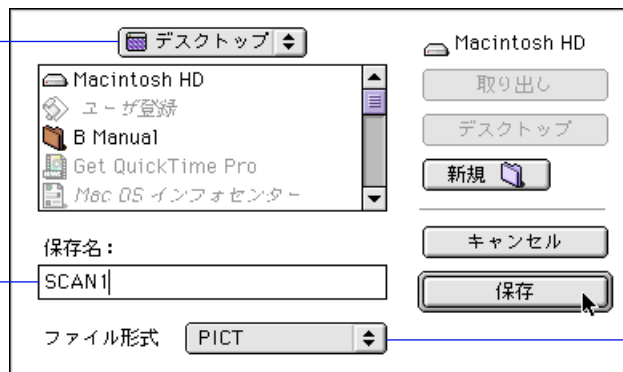 デスクトップ
Macintosh HD
ユーザ登録
B Manual
Get QuickTime Pro
Mac OS インフォセンター
保存名：
SCAN1
ファイル形式 PICT
Macintosh HD
取り出し
デスクトップ
新規
キャンセル
保存